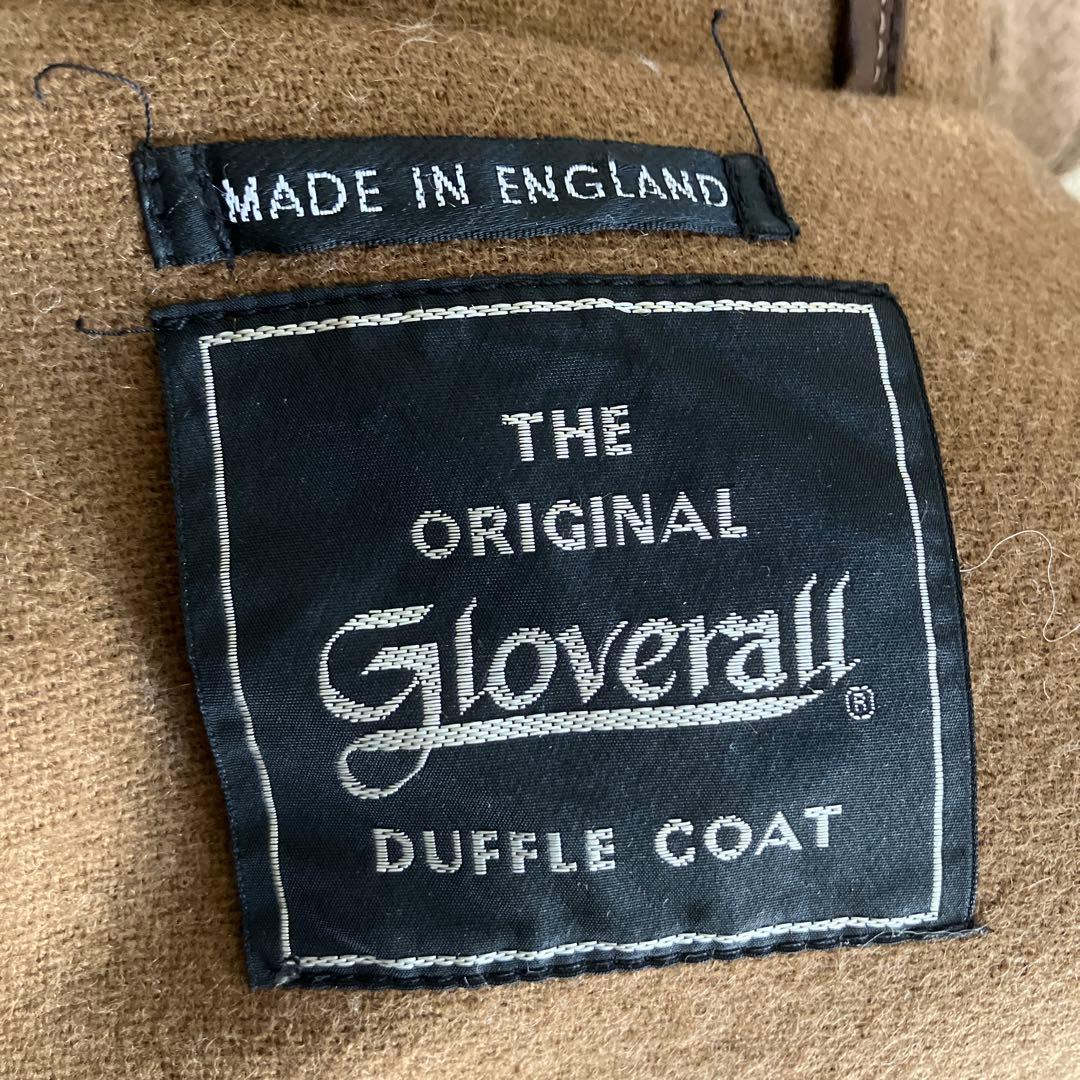 MADE IN ENGLAND
THE
ORIGINAL
Gloverall®
DUFFLE COAT